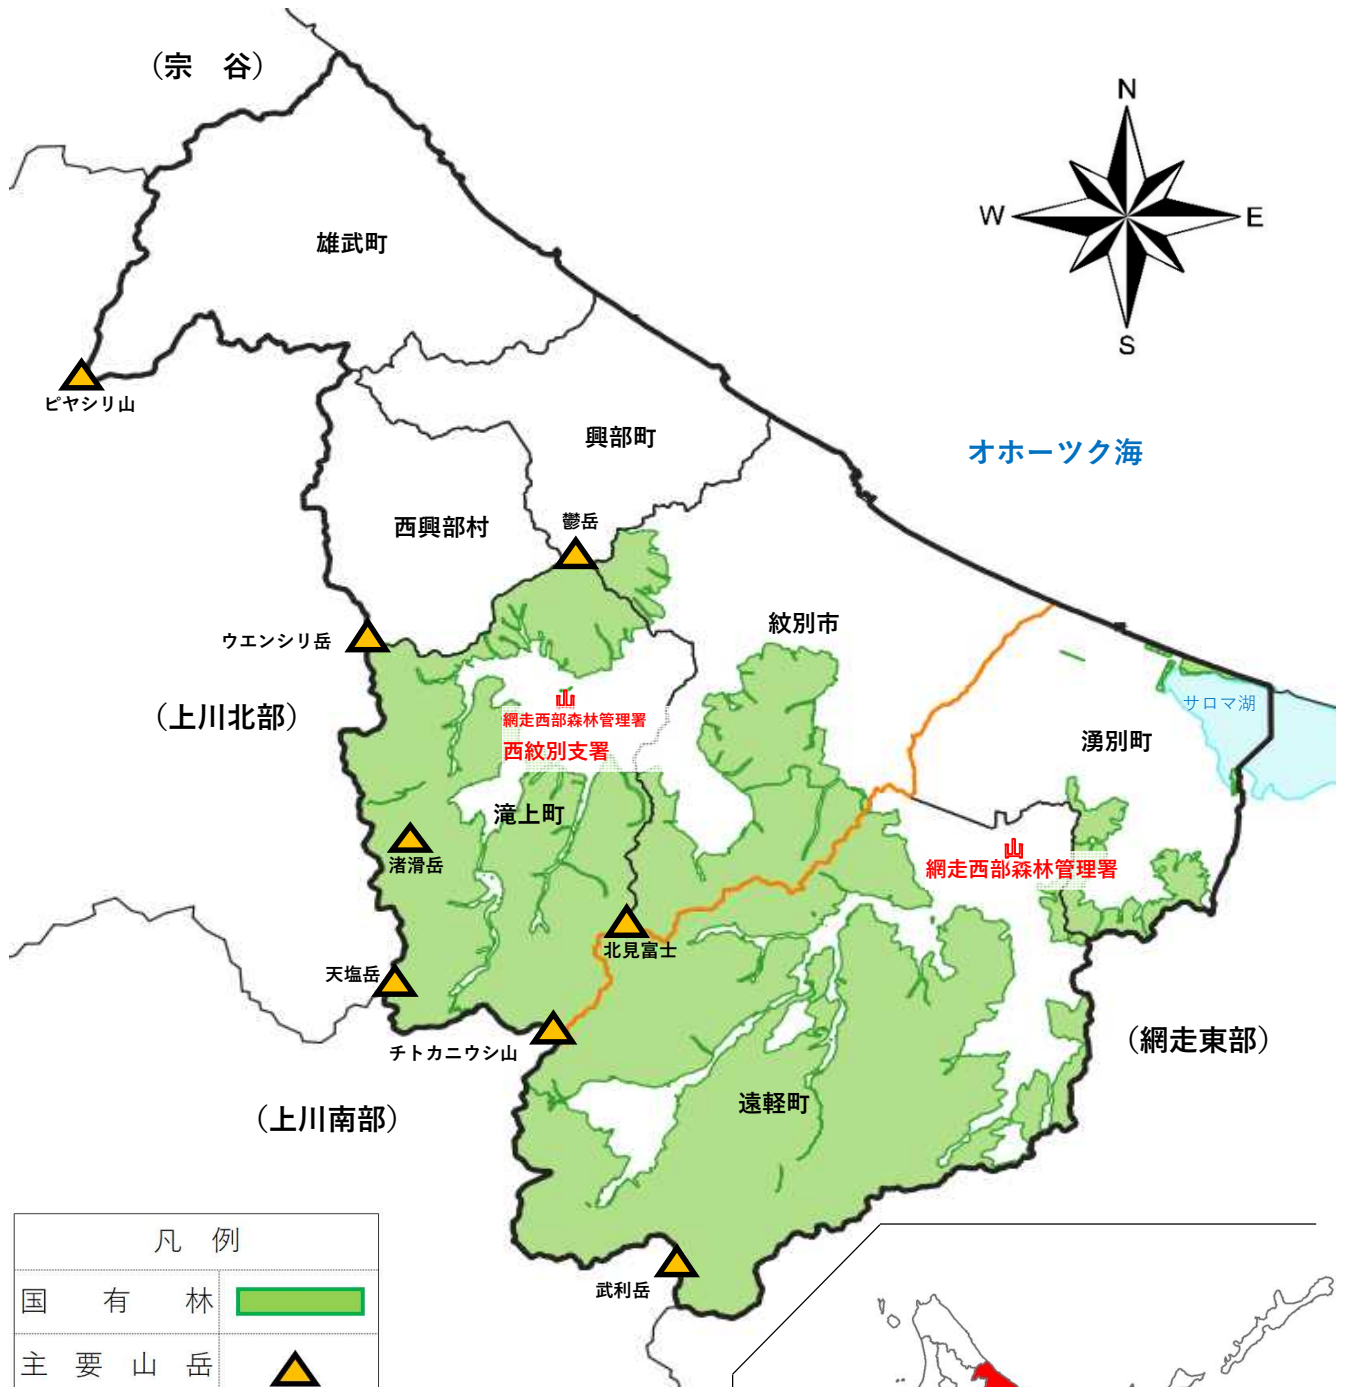 （宗　谷）
N
W
E
S
雄武町
ピヤシリ山
興部町
オホーツク海
西興部村
鬱岳
紋別市
ウエンシリ岳
サロマ湖
（上川北部）
網走西部森林管理署
西紋別支署
湧別町
滝上町
渚滑岳
網走西部森林管理署
北見富士
天塩岳
チトカニウシ山
（網走東部）
遠軽町
（上川南部）
武利岳
凡　例
国　有　林
主　要　山　岳